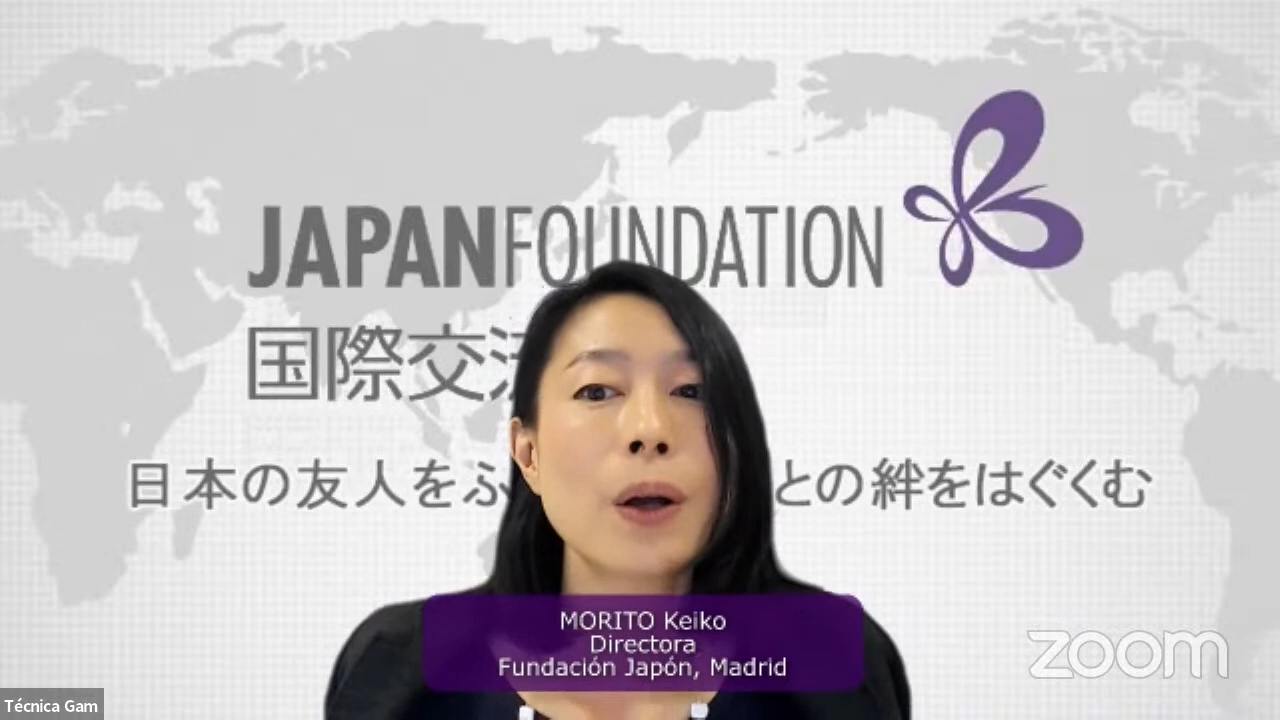 JAPANFOUNDATION
国際交
日本の友人をふ との絆をはぐくむ
MORITO Keiko
Directora
Fundación Japón, Madrid
zoom
Técnica Gam